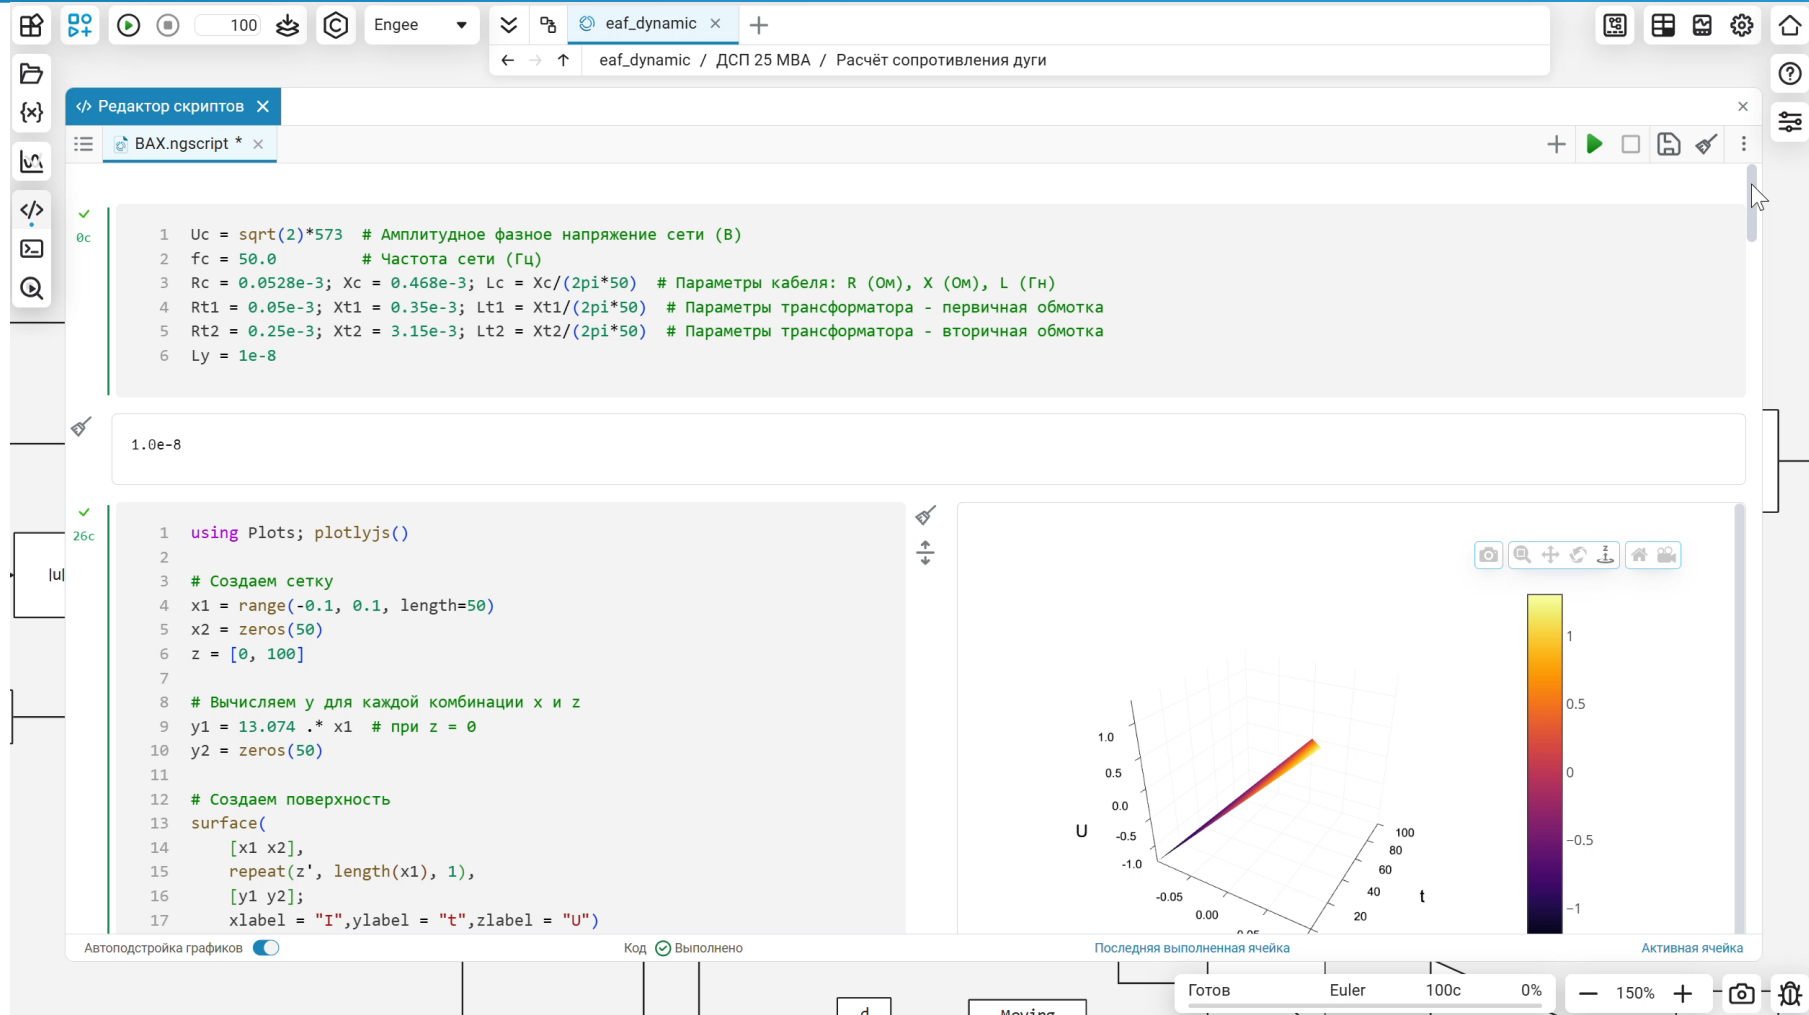 100
Engee
eaf_dynamic
eaf_dynamic / ДСП 25 МВА / Расчёт сопротивления дуги
Редактор скриптов
BAX.ngscript *
0с
1 Uc = sqrt(2)*573 # Амплитудное фазное напряжение сети (В)
2 fc = 50.0 # Частота сети (Гц)
3 Rc = 0.0528e-3; Xc = 0.468e-3; Lc = Xc/(2pi*50) # Параметры кабеля: R (Ом), X (Ом), L (Гн)
4 Rt1 = 0.05e-3; Xt1 = 0.35e-3; Lt1 = Xt1/(2pi*50) # Параметры трансформатора - первичная обмотка
5 Rt2 = 0.25e-3; Xt2 = 3.15e-3; Lt2 = Xt2/(2pi*50) # Параметры трансформатора - вторичная обмотка
6 Ly = 1e-8
1.0e-8
26с
1 using Plots; plotlyjs()
2
3 # Создаем сетку
4 x1 = range(-0.1, 0.1, length=50)
5 x2 = zeros(50)
6 z = [0, 100]
7
8 # Вычисляем y для каждой комбинации x и z
9 y1 = 13.074 .* x1 # при z = 0
10 y2 = zeros(50)
11
12 # Создаем поверхность
13 surface(
14 [x1 x2],
15 repeat(z', length(x1), 1),
16 [y1 y2];
17 xlabel = "I",ylabel = "t",zlabel = "U")
|u|
1.0
0.5
0.0
-0.5
-1.0
U
-0.05
0.00
0.05
100
80
60
40
20
t
1
0.5
0
−0.5
−1
Автоподстройка графиков
Код Выполнено
Последняя выполненная ячейка
Активная ячейка
Готов Euler 100с 0%
150%
d
Moving